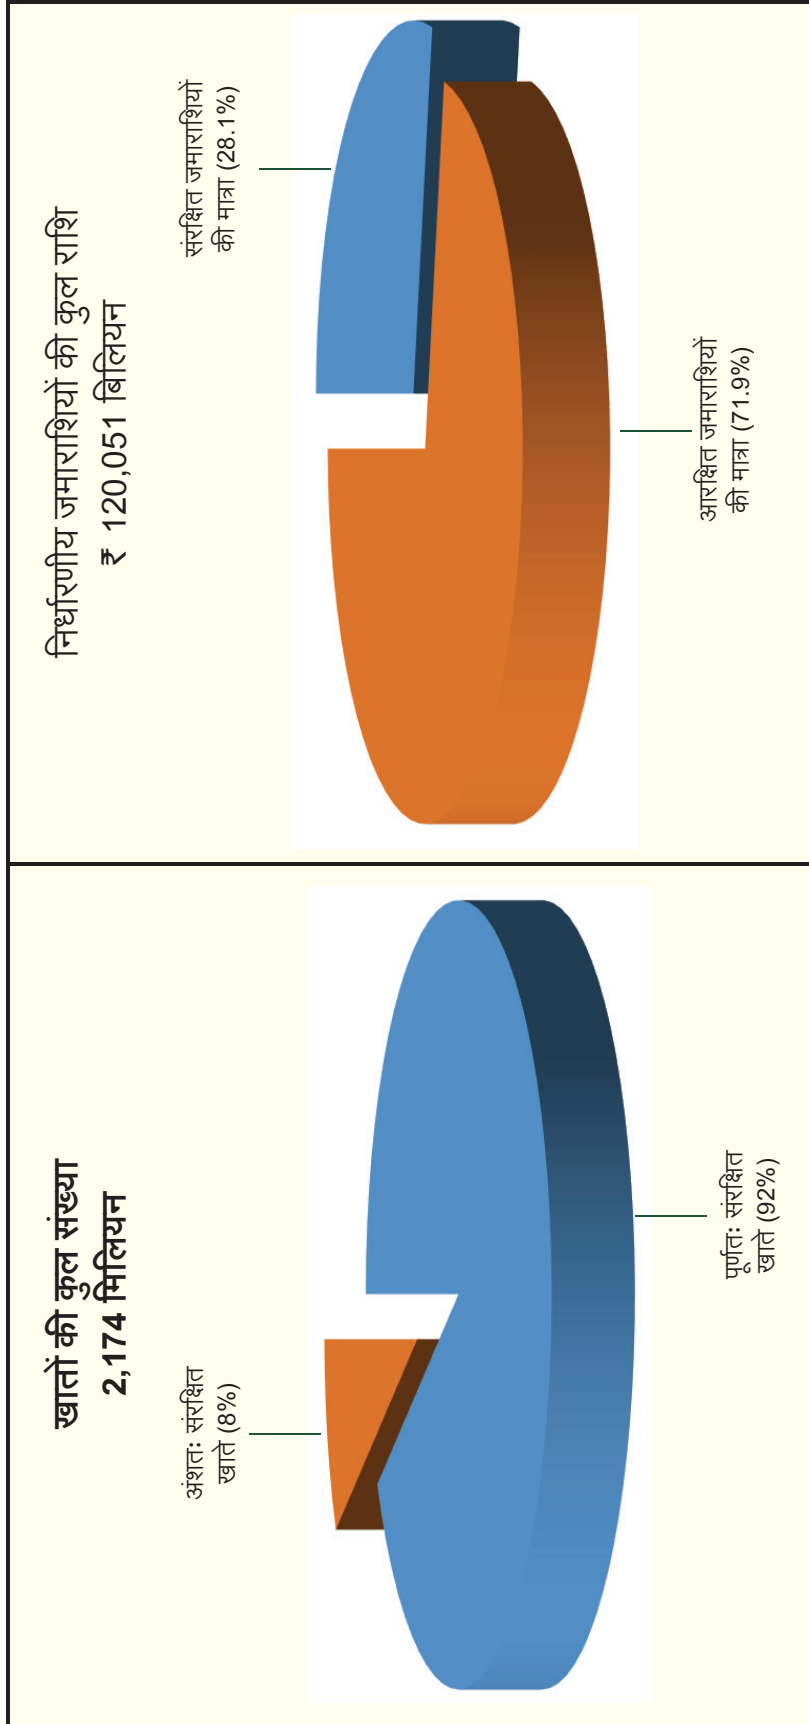 खातों की कुल संख्या
2,174 मिलियन
अंशतः संरक्षित
खाते (8%)
पूर्णतः संरक्षित
खाते (92%)
निर्धारणीय जमाराशियों की कुल राशि
₹ 120,051 बिलियन
संरक्षित जमाराशियों
की मात्रा (28.1%)
आरक्षित जमाराशियों
की मात्रा (71.9%)